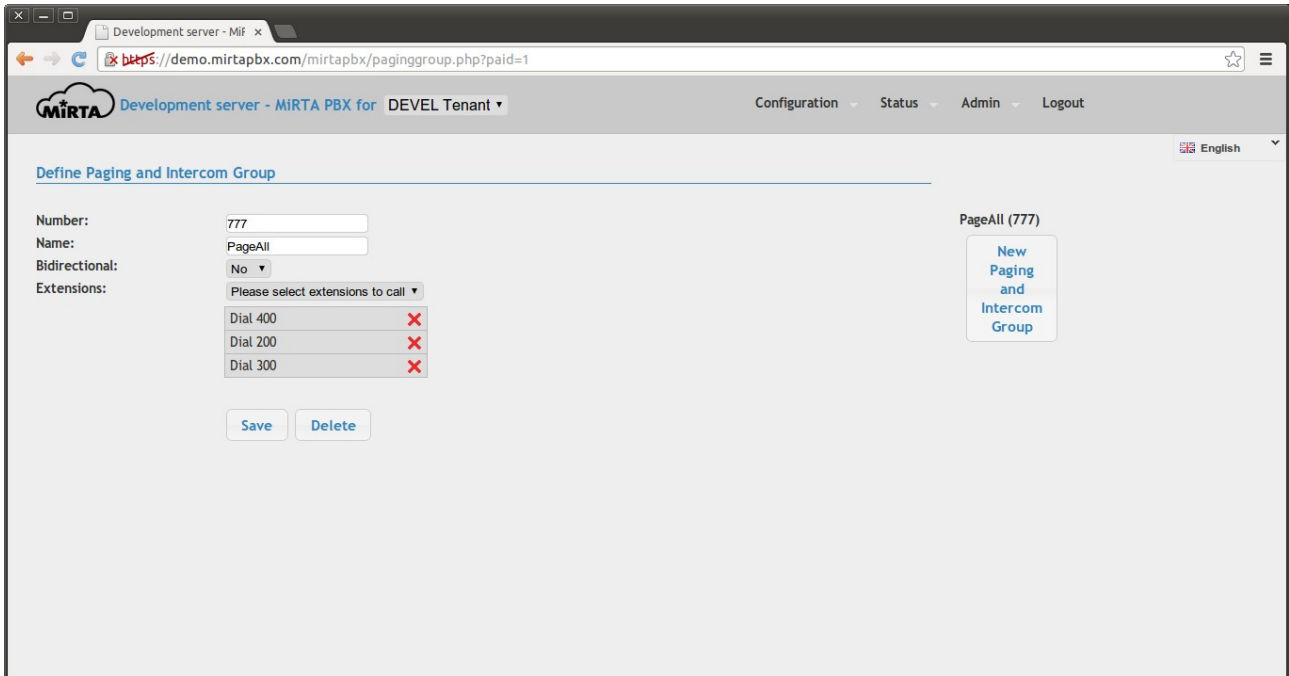 Development server - Mif
https://demo.mirtapbx.com/mirtapbx/paginggroup.php?paid=1
MiRTA
Development server - MiRTA PBX for DEVEL Tenant
Configuration Status Admin Logout
English
Define Paging and Intercom Group
Number: 777
Name: PageAll
Bidirectional: No
Extensions: Please select extensions to call
Dial 400
Dial 200
Dial 300
Save Delete
PageAll (777)
New
Paging
and
Intercom
Group